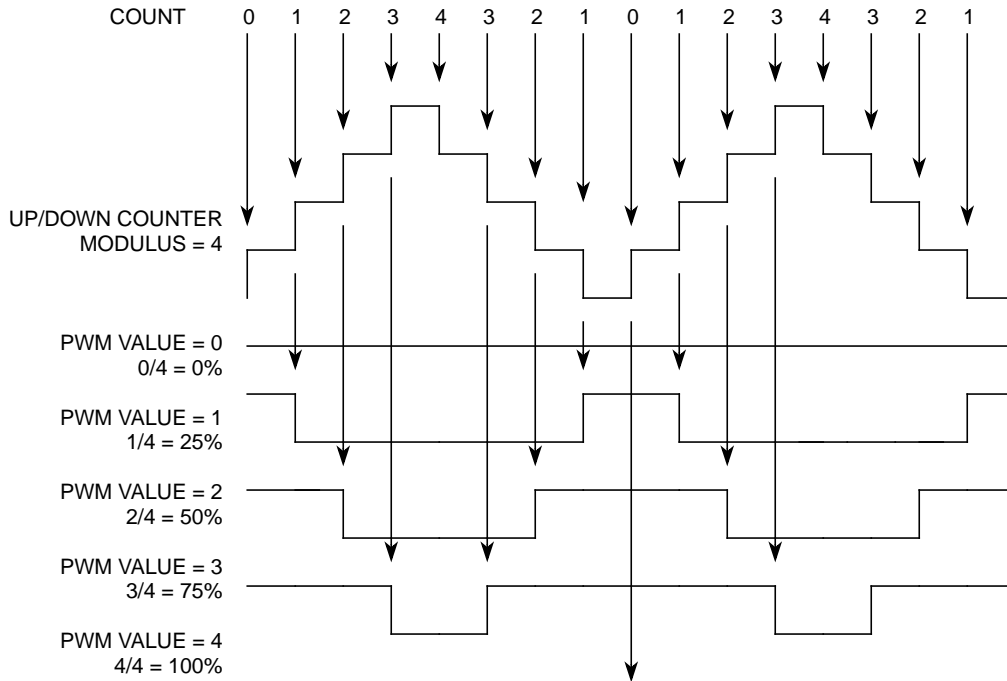 COUNT 0 1 2 3 4 3 2 1 0 1 2 3 4 3 2 1
UP/DOWN COUNTER
MODULUS = 4
PWM VALUE = 0
0/4 = 0%
PWM VALUE = 1
1/4 = 25%
PWM VALUE = 2
2/4 = 50%
PWM VALUE = 3
3/4 = 75%
PWM VALUE = 4
4/4 = 100%